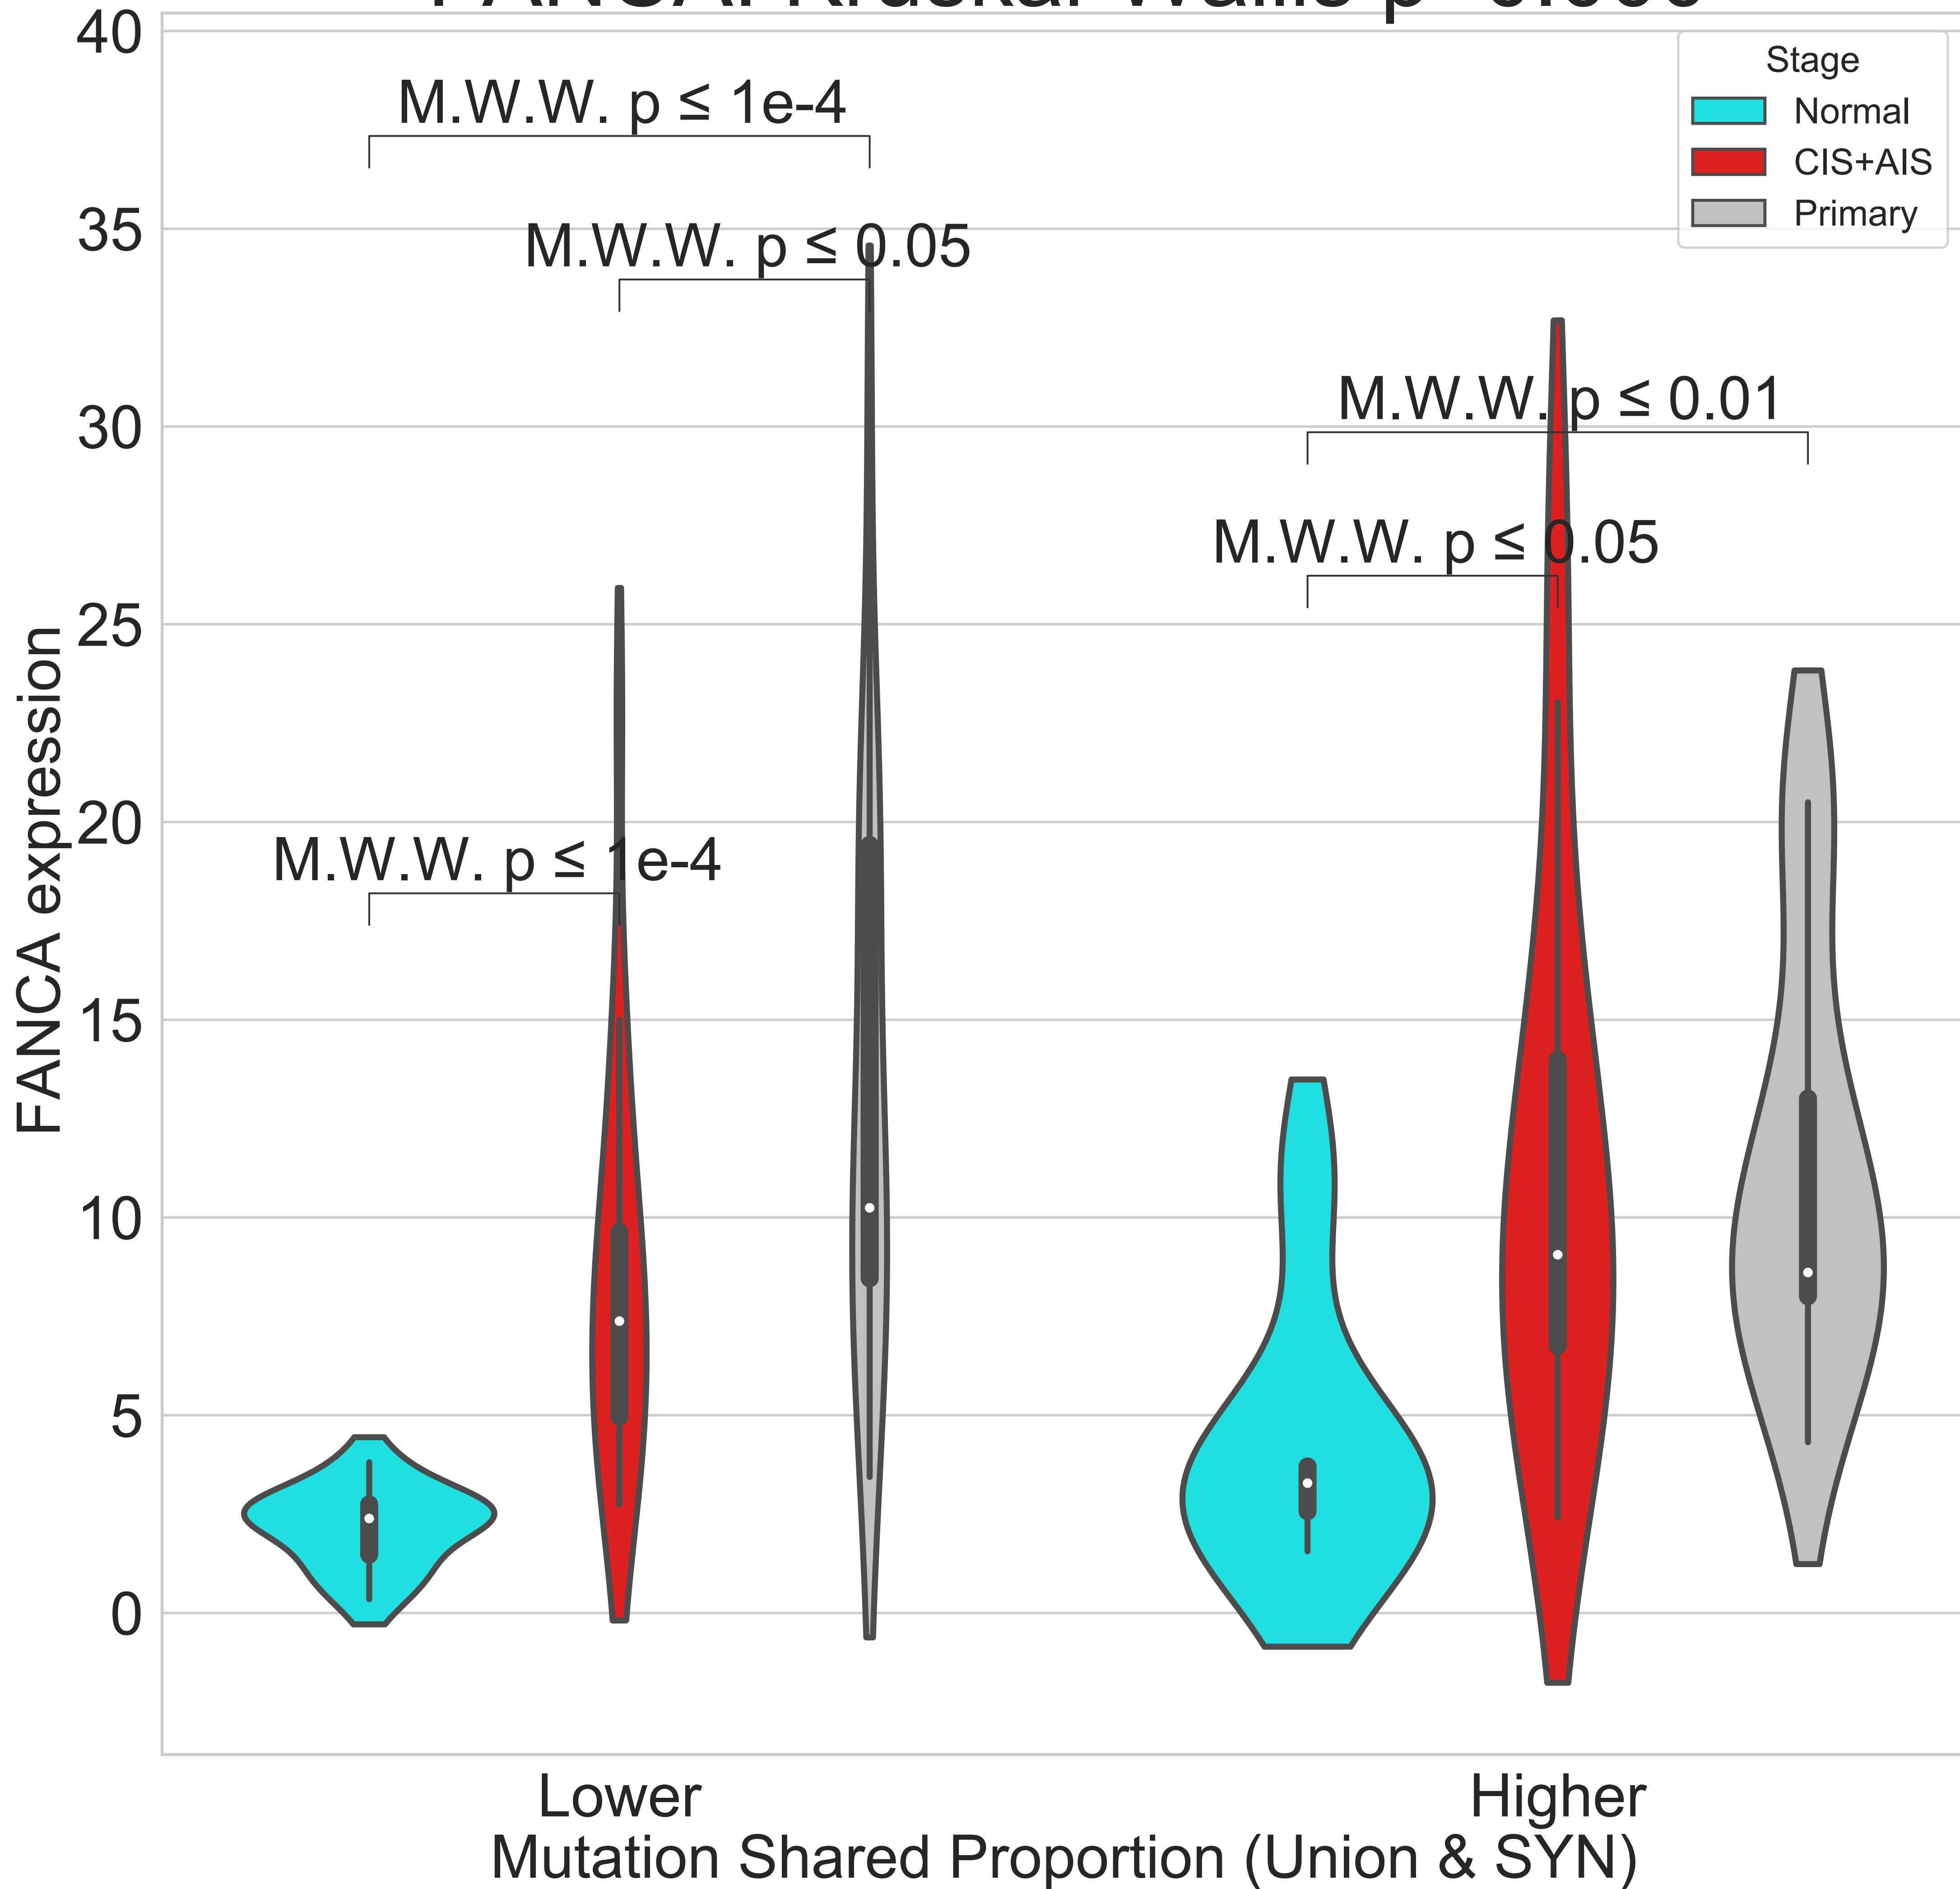 40
35
30
25
20
15
10
5
0
FANCA expression
M.W.W. p ≤ 1e-4
M.W.W. p ≤ 0.05
M.W.W. p ≤ 1e-4
M.W.W. p ≤ 0.01
M.W.W. p ≤ 0.05
Stage
Normal
CIS+AIS
Primary
Lower
Higher
Mutation Shared Proportion (Union & SYN)